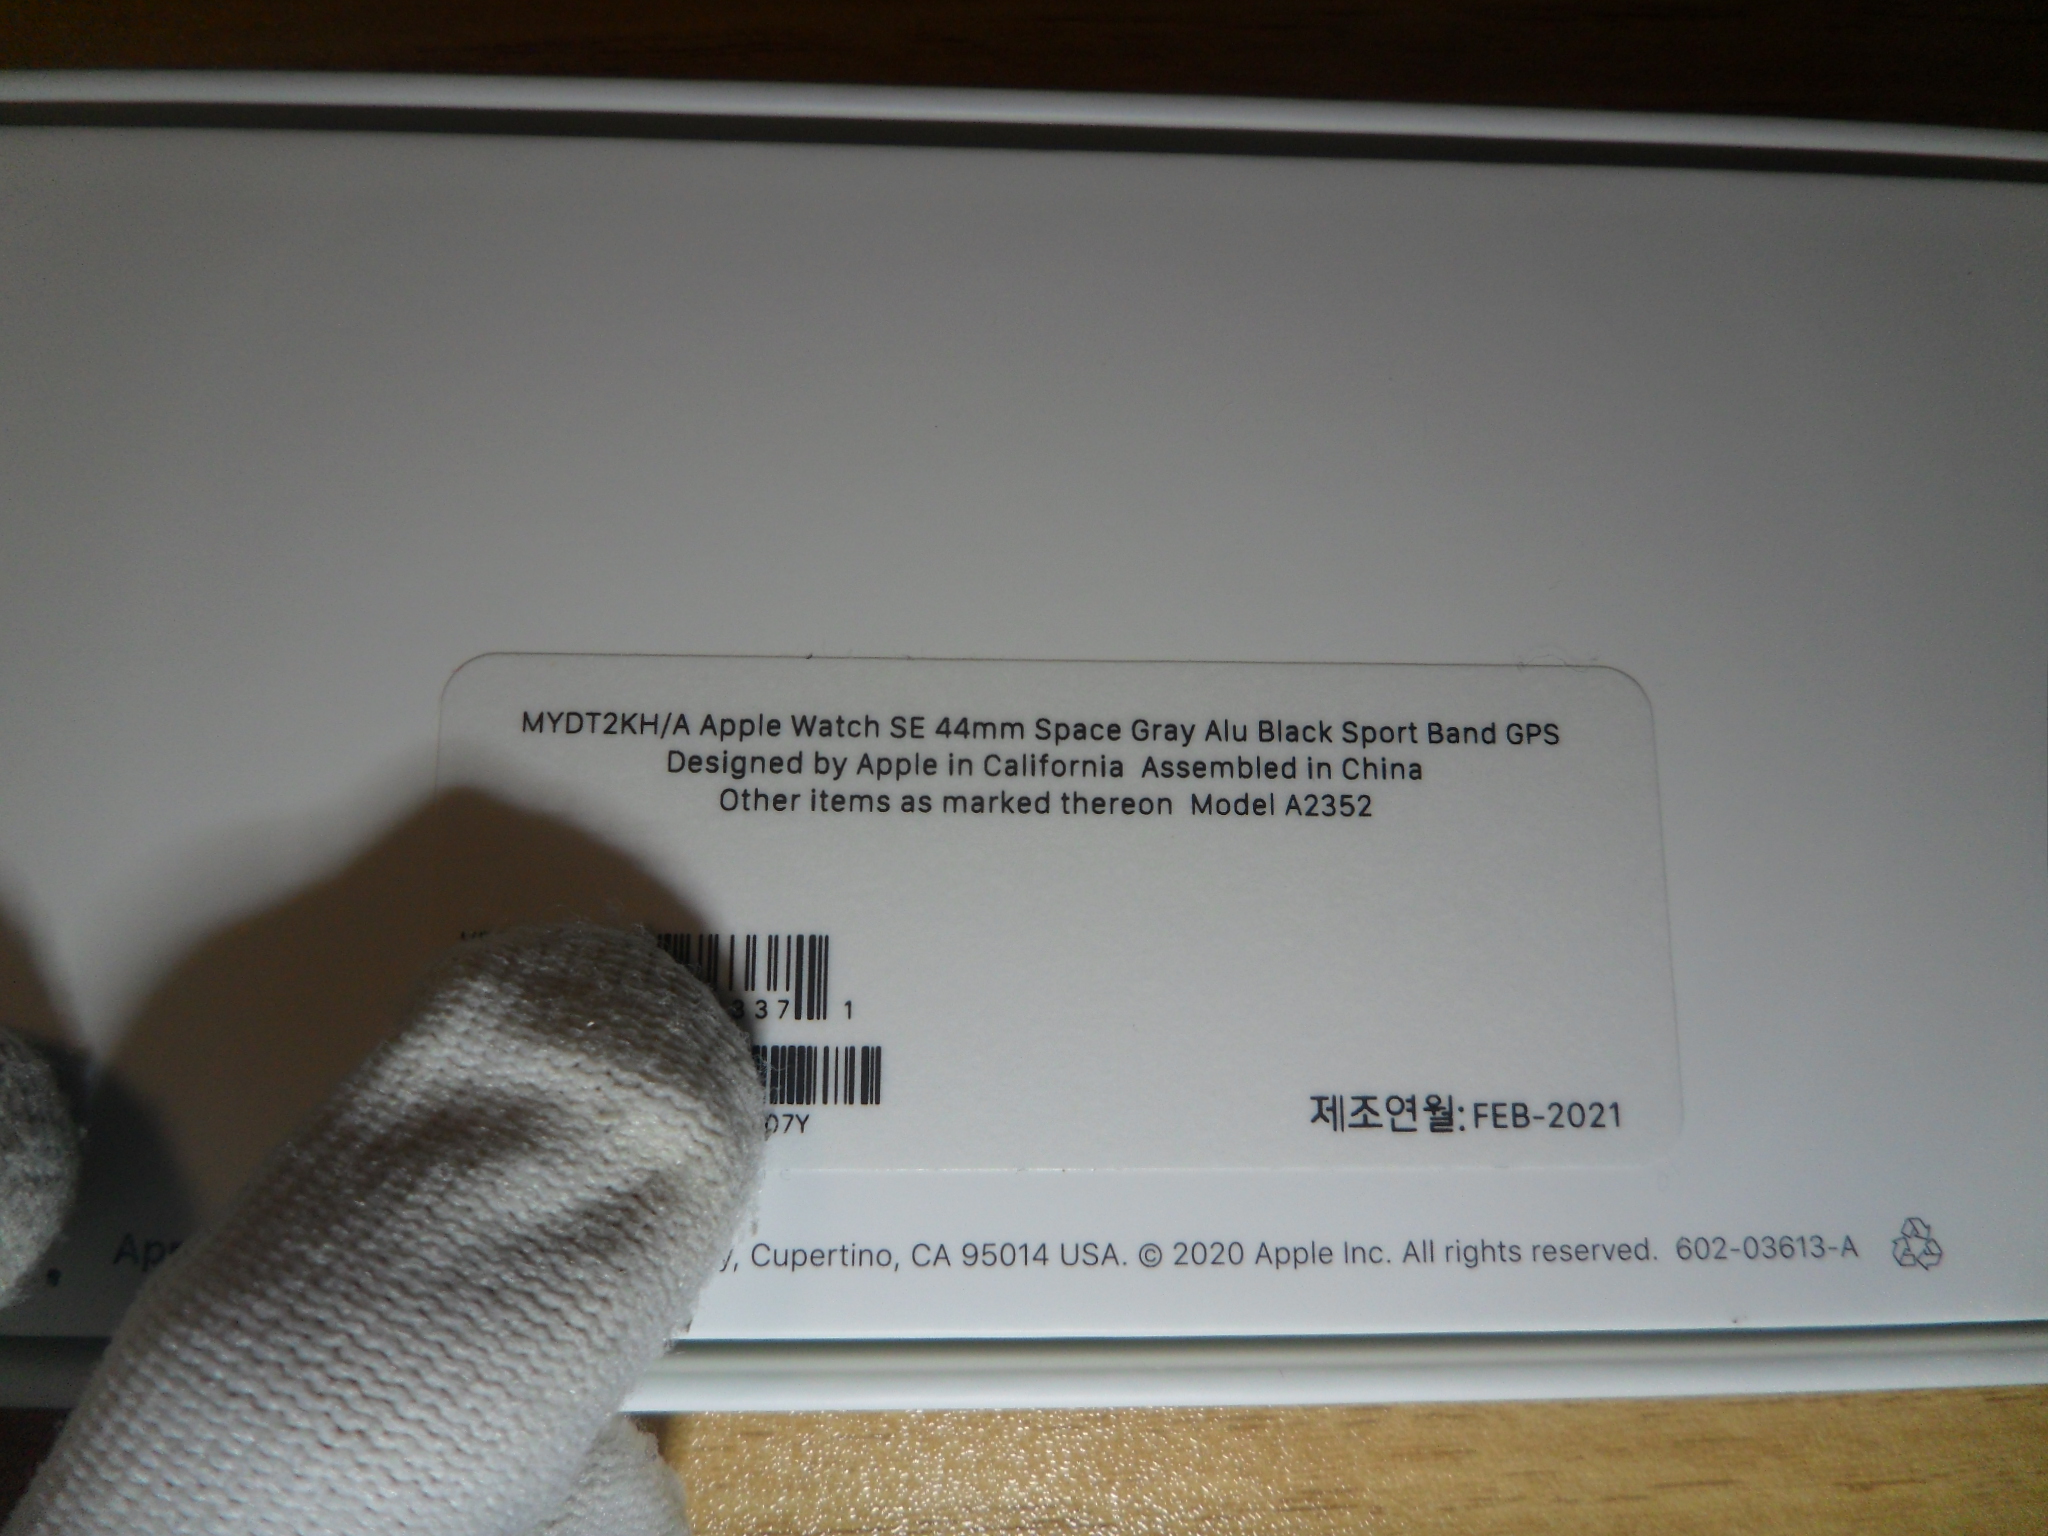 MYDT2KH/A Apple Watch SE 44mm Space Gray Alu Black Sport Band GPS
Designed by Apple in California Assembled in China
Other items as marked thereon Model A2352
337 1
07Y
제조연월: FEB-2021
Cupertino, CA 95014 USA. © 2020 Apple Inc. All rights reserved. 602-03613-A